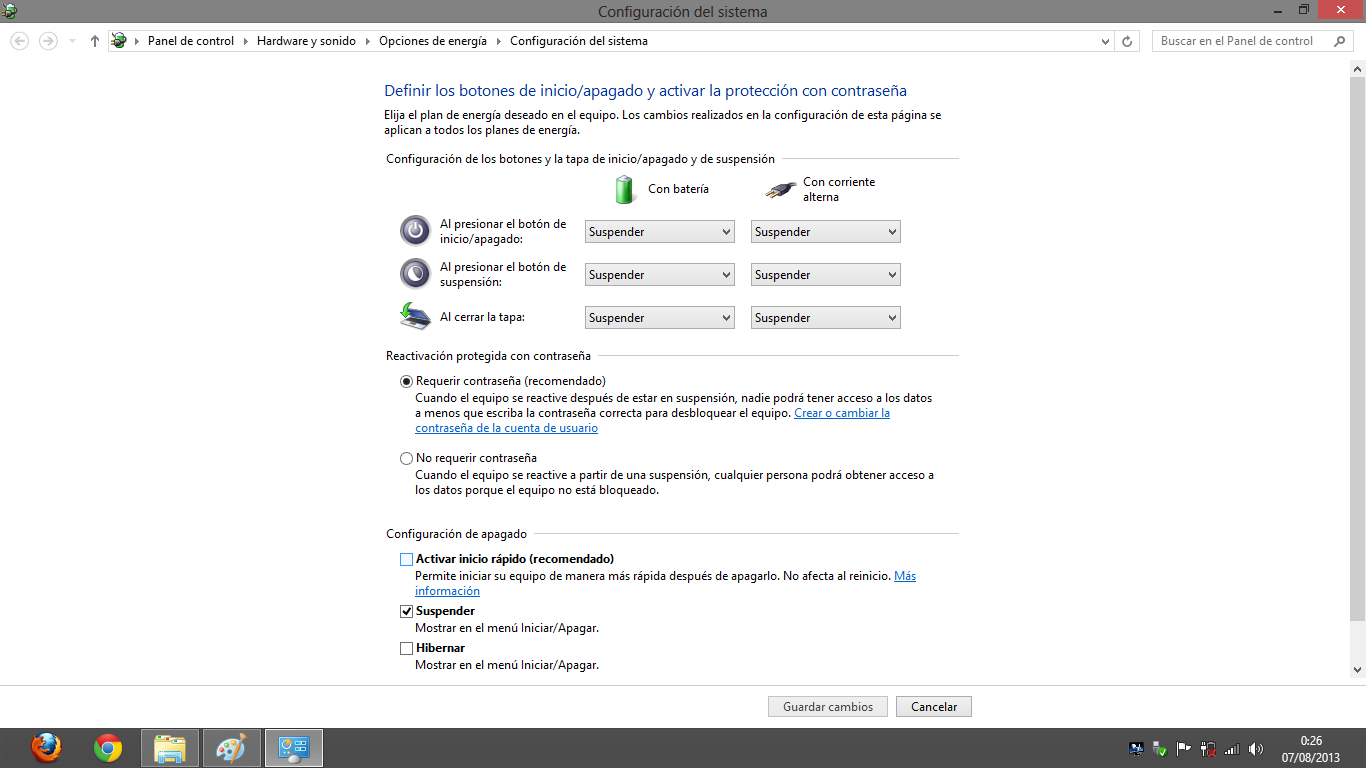 Configuración del sistema
Panel de control
Hardware y sonido
Opciones de energía
Configuración del sistema
Buscar en el Panel de control
Definir los botones de inicio/apagado y activar la protección con contraseña
Elija el plan de energía deseado en el equipo. Los cambios realizados en la configuración de esta página se
aplican a todos los planes de energía.
Configuración de los botones y la tapa de inicio/apagado y de suspensión
Con batería
Con corriente
alterna
Al presionar el botón de
inicio/apagado:
Suspender
Suspender
Al presionar el botón de
suspensión:
Suspender
Suspender
Al cerrar la tapa:
Suspender
Suspender
Reactivación protegida con contraseña
Requerir contraseña (recomendado)
Cuando el equipo se reactive después de estar en suspensión, nadie podrá tener acceso a los datos
a menos que escriba la contraseña correcta para desbloquear el equipo. Crear o cambiar la
contraseña de la cuenta de usuario
No requerir contraseña
Cuando el equipo se reactive a partir de una suspensión, cualquier persona podrá obtener acceso a
los datos porque el equipo no está bloqueado.
Configuración de apagado
Activar inicio rápido (recomendado)
Permite iniciar su equipo de manera más rápida después de apagarlo. No afecta al reinicio. Más
información
Suspender
Mostrar en el menú Iniciar/Apagar.
Hibernar
Mostrar en el menú Iniciar/Apagar.
Guardar cambios
Cancelar
0:26
07/08/2013